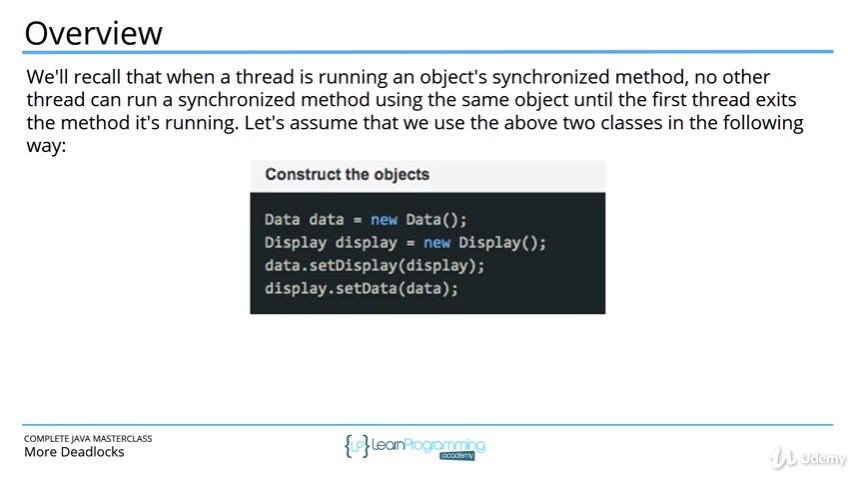 Overview
We'll recall that when a thread is running an object's synchronized method, no other
thread can run a synchronized method using the same object until the first thread exits
the method it's running. Let's assume that we use the above two classes in the following
way:
Construct the objects
Data data = new Data();
Display display = new Display();
data.setDisplay(display);
display.setData(data);
COMPLETE JAVA MASTERCLASS
More Deadlocks
{LP} LearnProgramming
academy
Udemy